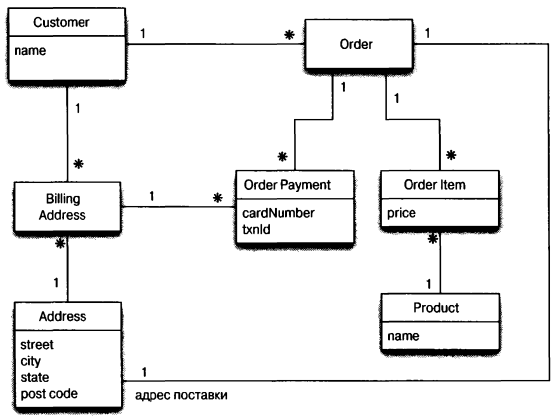 Customer
name
1
*
Order
1
1
*
1
1
*
*
Billing
Address
1
*
Order Payment
cardNumber
txnId
Order Item
price
*
*
1
1
Address
street
city
state
post code
Product
name
1
адрес поставки